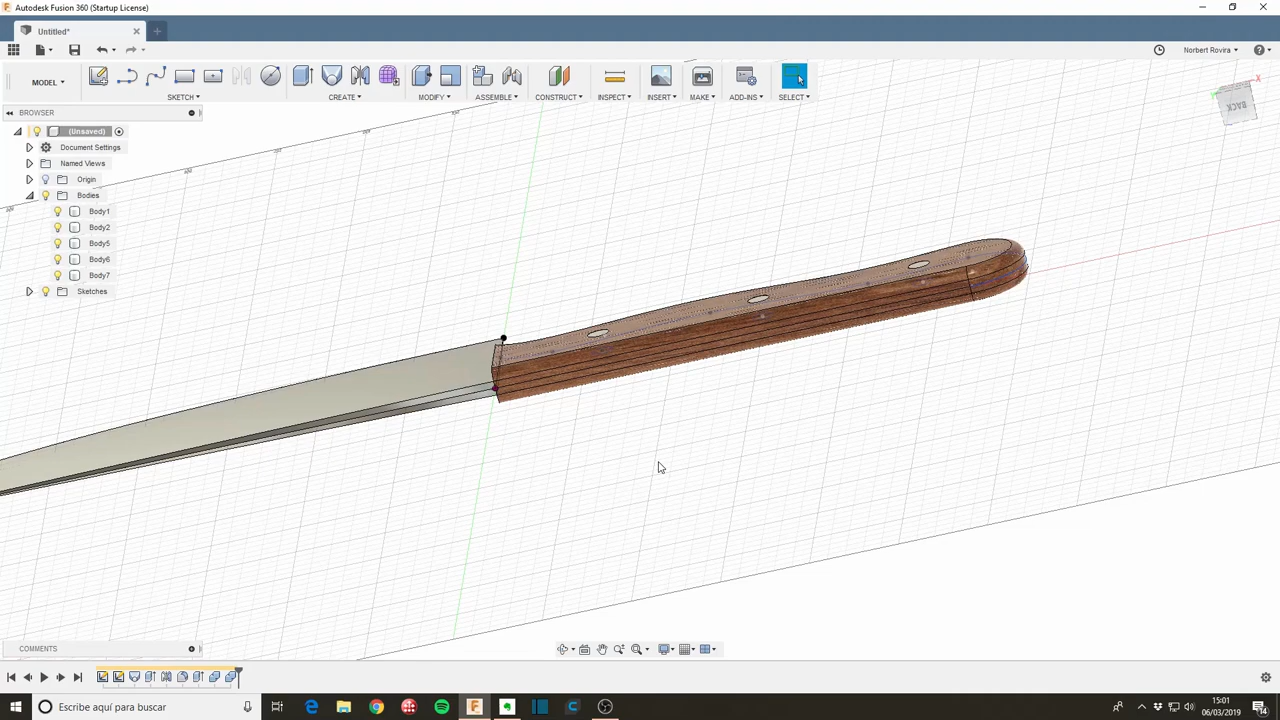 Autodesk Fusion 360 (Startup License)
Untitled*
Norbert Rovira
MODEL
SKETCH
CREATE
MODIFY
ASSEMBLE
CONSTRUCT
INSPECT
INSERT
MAKE
ADD-INS
SELECT
BROWSER
(Unsaved)
Document Settings
Named Views
Origin
Bodies
Body1
Body2
Body5
Body6
Body7
Sketches
BACK
X
COMMENTS
Escribe aquí para buscar
15:01
06/03/2019
14